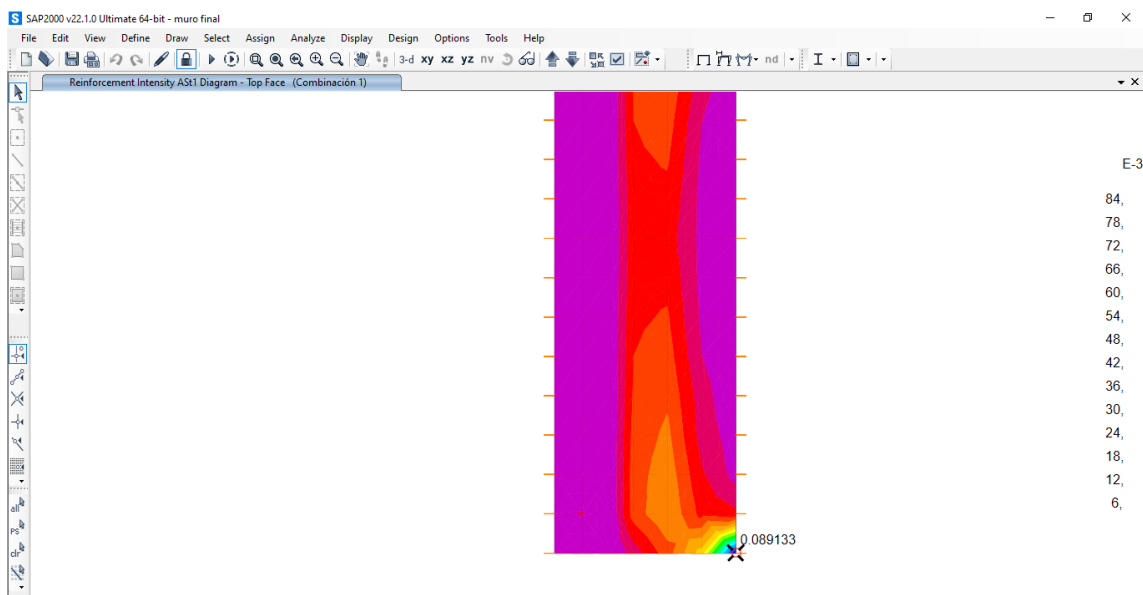 S SAP2000 v22.1.0 Ultimate 64-bit - muro final
File Edit View Define Draw Select Assign Analyze Display Design Options Tools Help
3-d xy xz yz nv nd
Reinforcement Intensity ASt1 Diagram - Top Face (Combinación 1)
E-3
84,
78,
72,
66,
60,
54,
48,
42,
36,
30,
24,
18,
12,
6,
all
ps
clr
0.089133